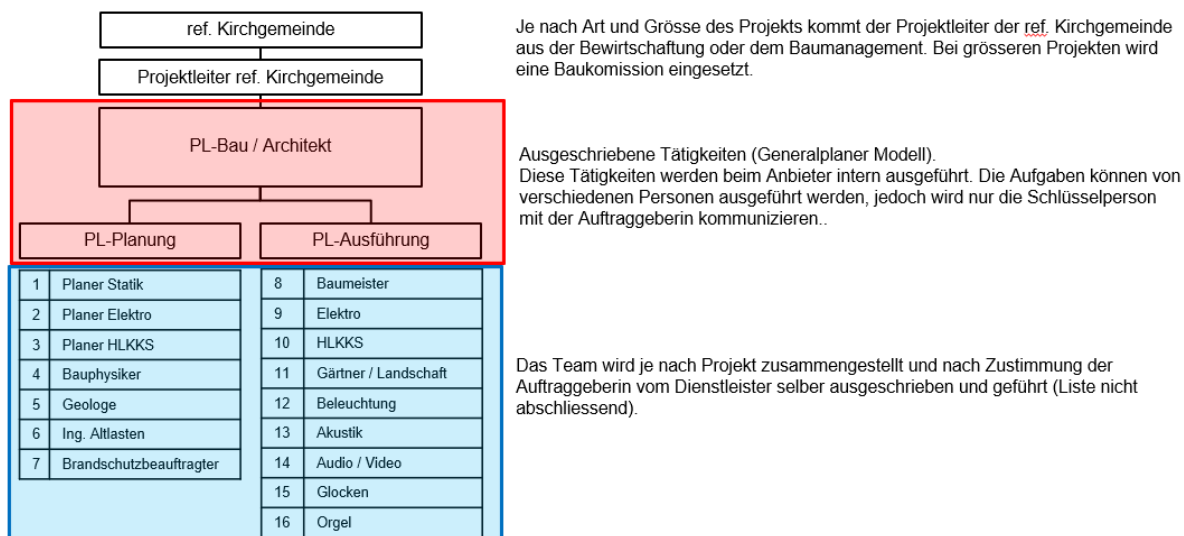 ref. Kirchgemeinde
Projektleiter ref. Kirchgemeinde
Je nach Art und Grösse des Projekts kommt der Projektleiter der ref. Kirchgemeinde
aus der Bewirtschaftung oder dem Baumanagement. Bei grösseren Projekten wird
eine Baukomission eingesetzt.
PL-Bau / Architekt
PL-Planung
PL-Ausführung
Ausgeschriebene Tätigkeiten (Generalplaner Modell).
Diese Tätigkeiten werden beim Anbieter intern ausgeführt. Die Aufgaben können von
verschiedenen Personen ausgeführt werden, jedoch wird nur die Schlüsselperson
mit der Auftraggeberin kommunizieren..
1 Planer Statik
2 Planer Elektro
3 Planer HLKKS
4 Bauphysiker
5 Geologe
6 Ing. Altlasten
7 Brandschutzbeauftragter
8 Baumeister
9 Elektro
10 HLKKS
11 Gärtner / Landschaft
12 Beleuchtung
13 Akustik
14 Audio / Video
15 Glocken
16 Orgel
Das Team wird je nach Projekt zusammengestellt und nach Zustimmung der
Auftraggeberin vom Dienstleister selber ausgeschrieben und geführt (Liste nicht
abschliessend).